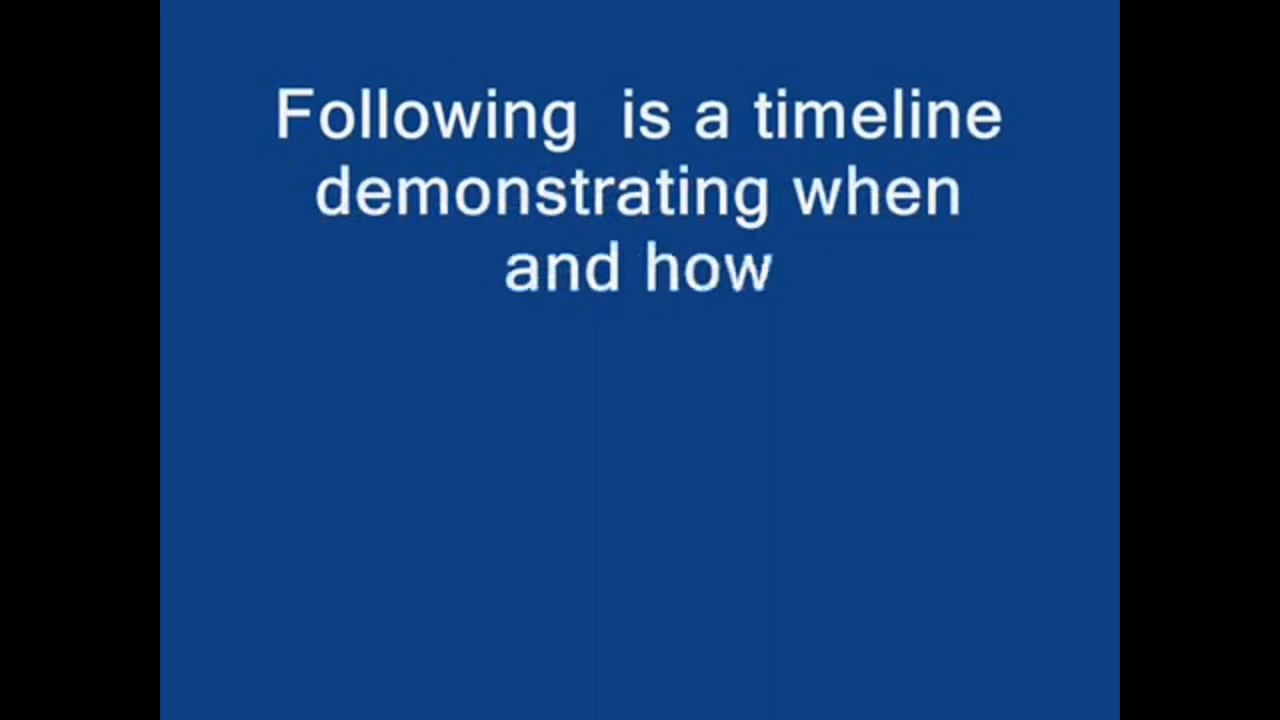 Following  is a timeline
demonstrating when
and how